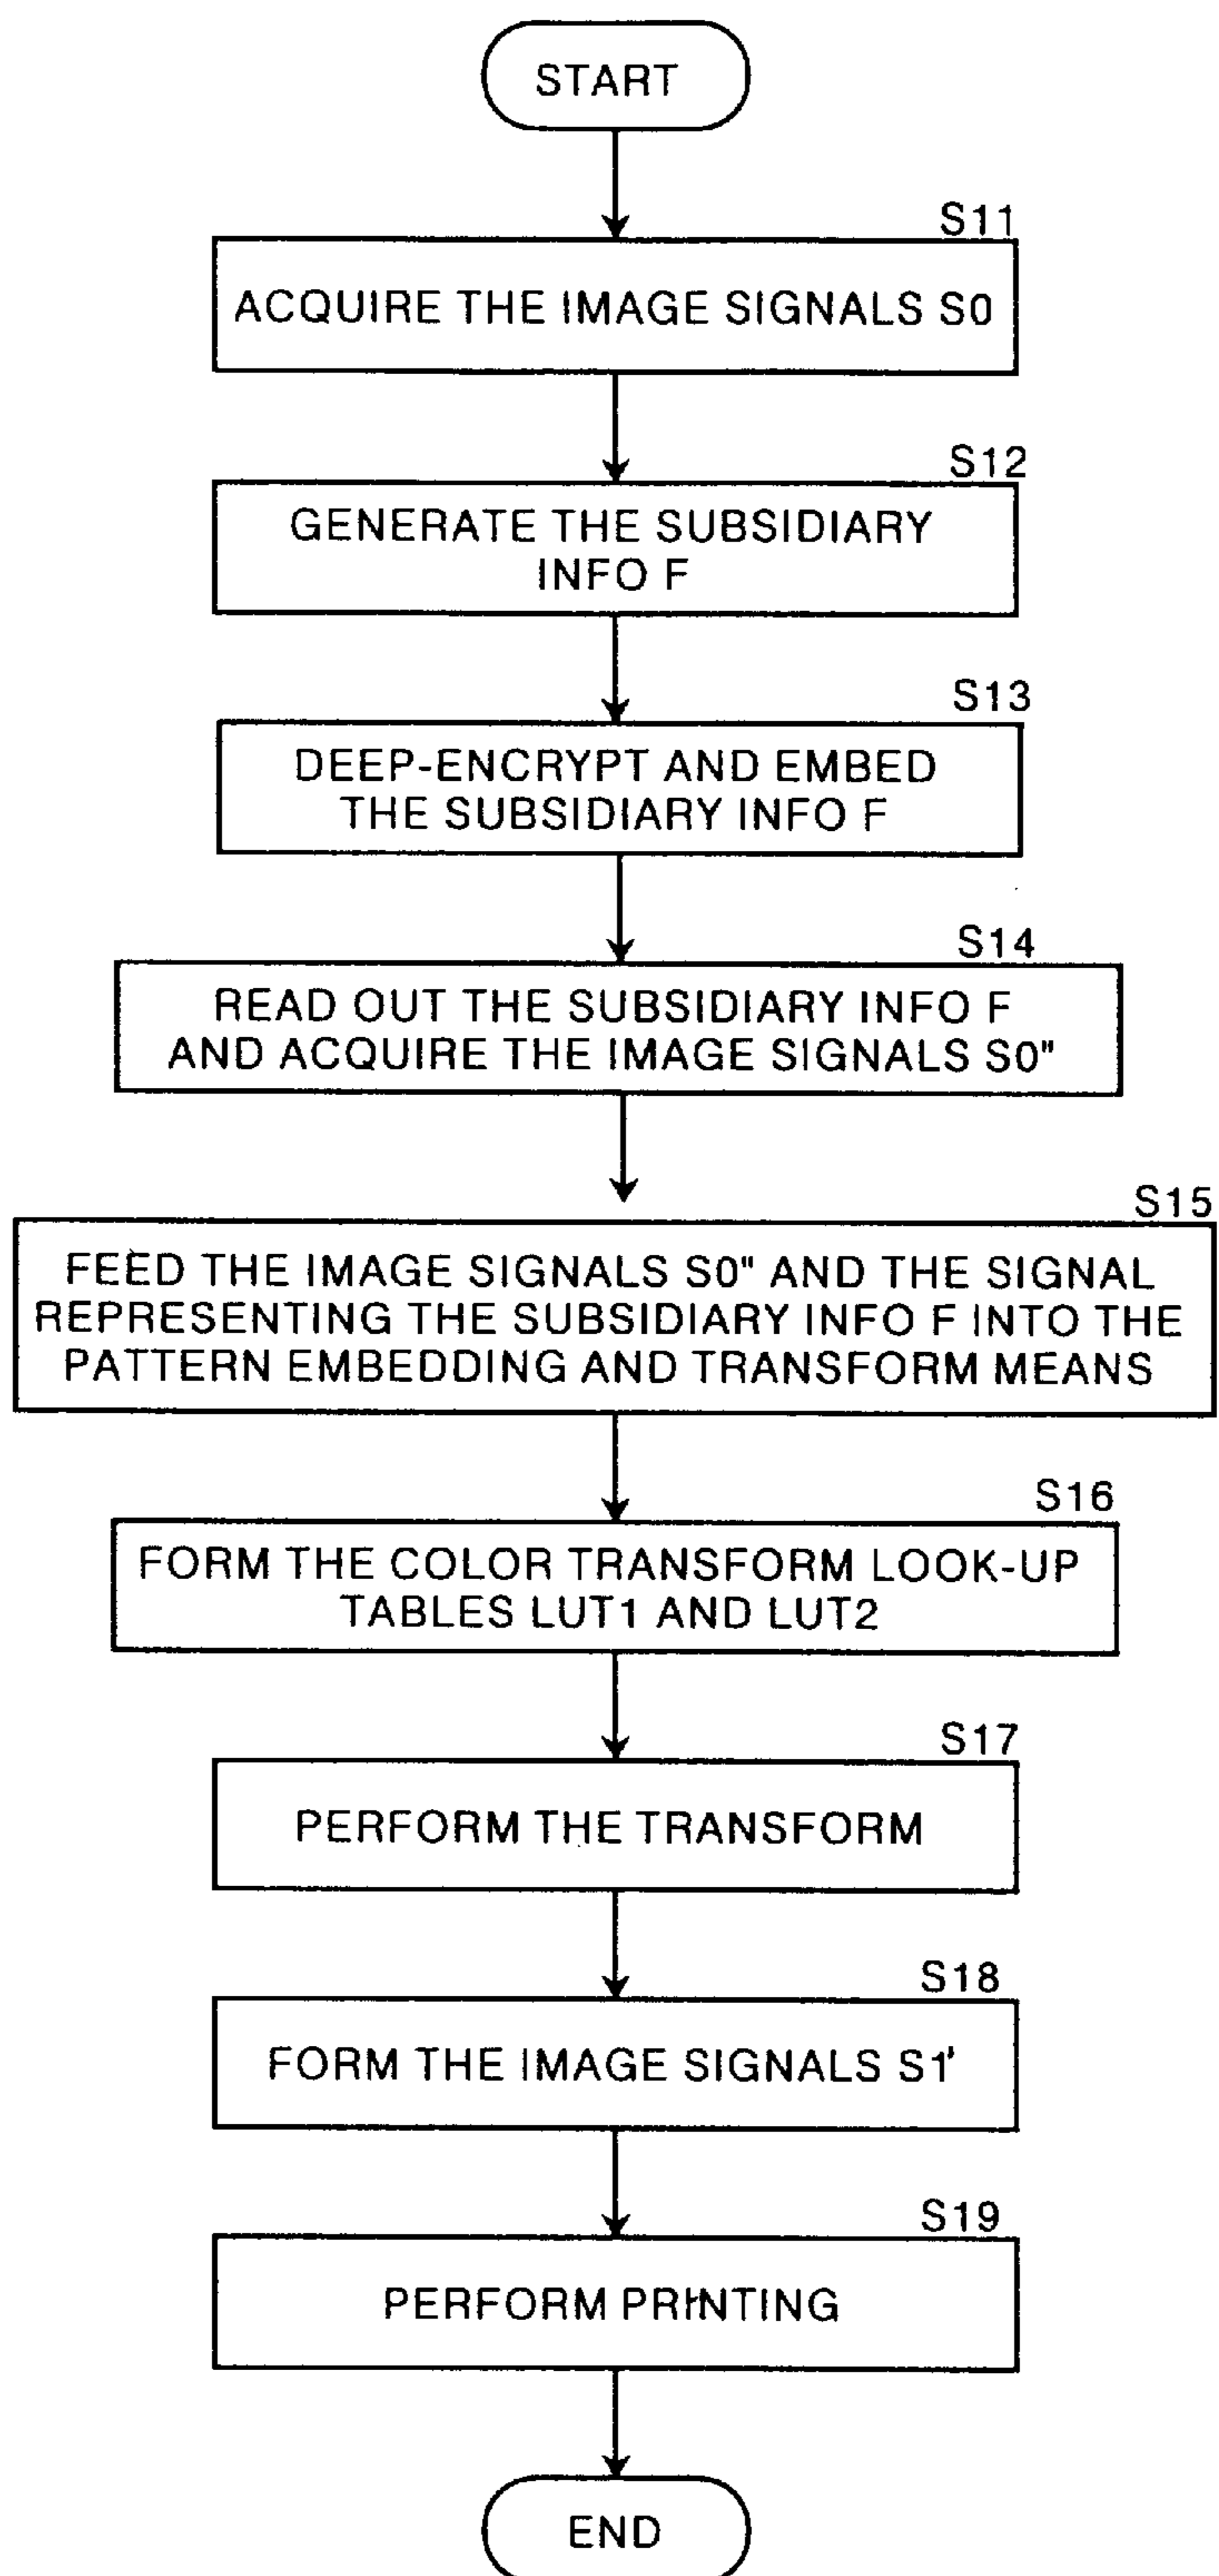 START
S11
ACQUIRE THE IMAGE SIGNALS S0
S12
GENERATE THE SUBSIDIARY
INFO F
S13
DEEP-ENCRYPT AND EMBED
THE SUBSIDIARY INFO F
S14
READ OUT THE SUBSIDIARY INFO F
AND ACQUIRE THE IMAGE SIGNALS S0"
S15
FEED THE IMAGE SIGNALS S0" AND THE SIGNAL
REPRESENTING THE SUBSIDIARY INFO F INTO THE
PATTERN EMBEDDING AND TRANSFORM MEANS
S16
FORM THE COLOR TRANSFORM LOOK-UP
TABLES LUT1 AND LUT2
S17
PERFORM THE TRANSFORM
S18
FORM THE IMAGE SIGNALS S1'
S19
PERFORM PRINTING
END